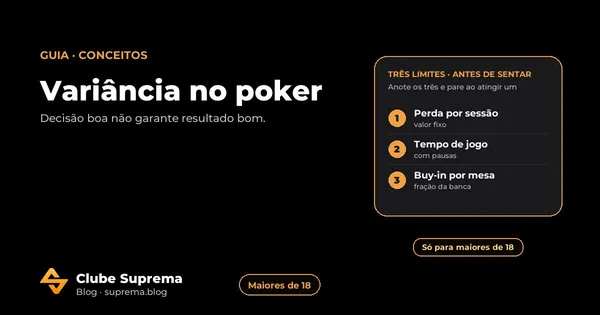 GUIA · CONCEITOS
Variância no poker
Decisão boa não garante resultado bom.
TRÊS LIMITES · ANTES DE SENTAR
Anote os três e pare ao atingir um
1 Perda por sessão
valor fixo
2 Tempo de jogo
com pausas
3 Buy-in por mesa
fração da banca
Só para maiores de 18
Clube Suprema
Blog · suprema.blog
Maiores de 18